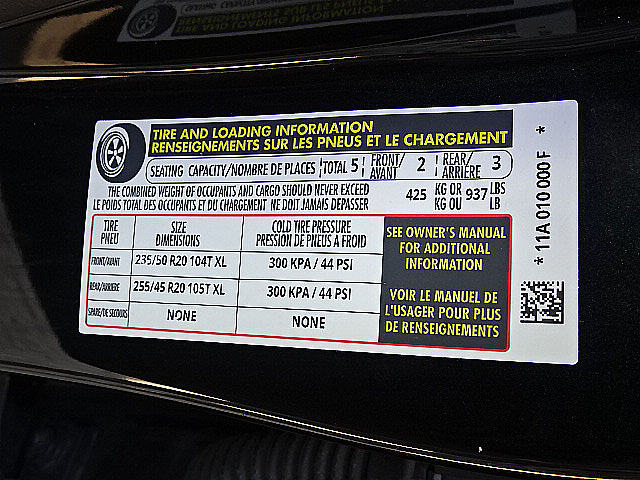 TIRE AND LOADING INFORMATION
RENSEIGNEMENTS SUR LES PNEUS ET LE CHARGEMENT
SEATING CAPACITY/NOMBRE DE PLACES TOTAL 5 FRONT/AVANT 2 REAR/ARRIÈRE 3
THE COMBINED WEIGHT OF OCCUPANTS AND CARGO SHOULD NEVER EXCEED
LE POIDS TOTAL DES OCCUPANTS ET DU CHARGEMENT NE DOIT JAMAIS DEPASSER
425 KG OR 937 LBS
KG OU LB
TIRE SIZE COLD TIRE PRESSURE
PNEU DIMENSIONS PRESSION DE PNEUS A FROID
FRONT/AVANT 235/50 R20 104T XL 300 KPA / 44 PSI
REAR/ARRIERE 255/45 R20 105T XL 300 KPA / 44 PSI
SPARE/DE SECOURS NONE NONE
SEE OWNER'S MANUAL
FOR ADDITIONAL
INFORMATION
VOIR LE MANUEL DE
L'USAGER POUR PLUS
DE RENSEIGNEMENTS
* 11A 010 000 F *